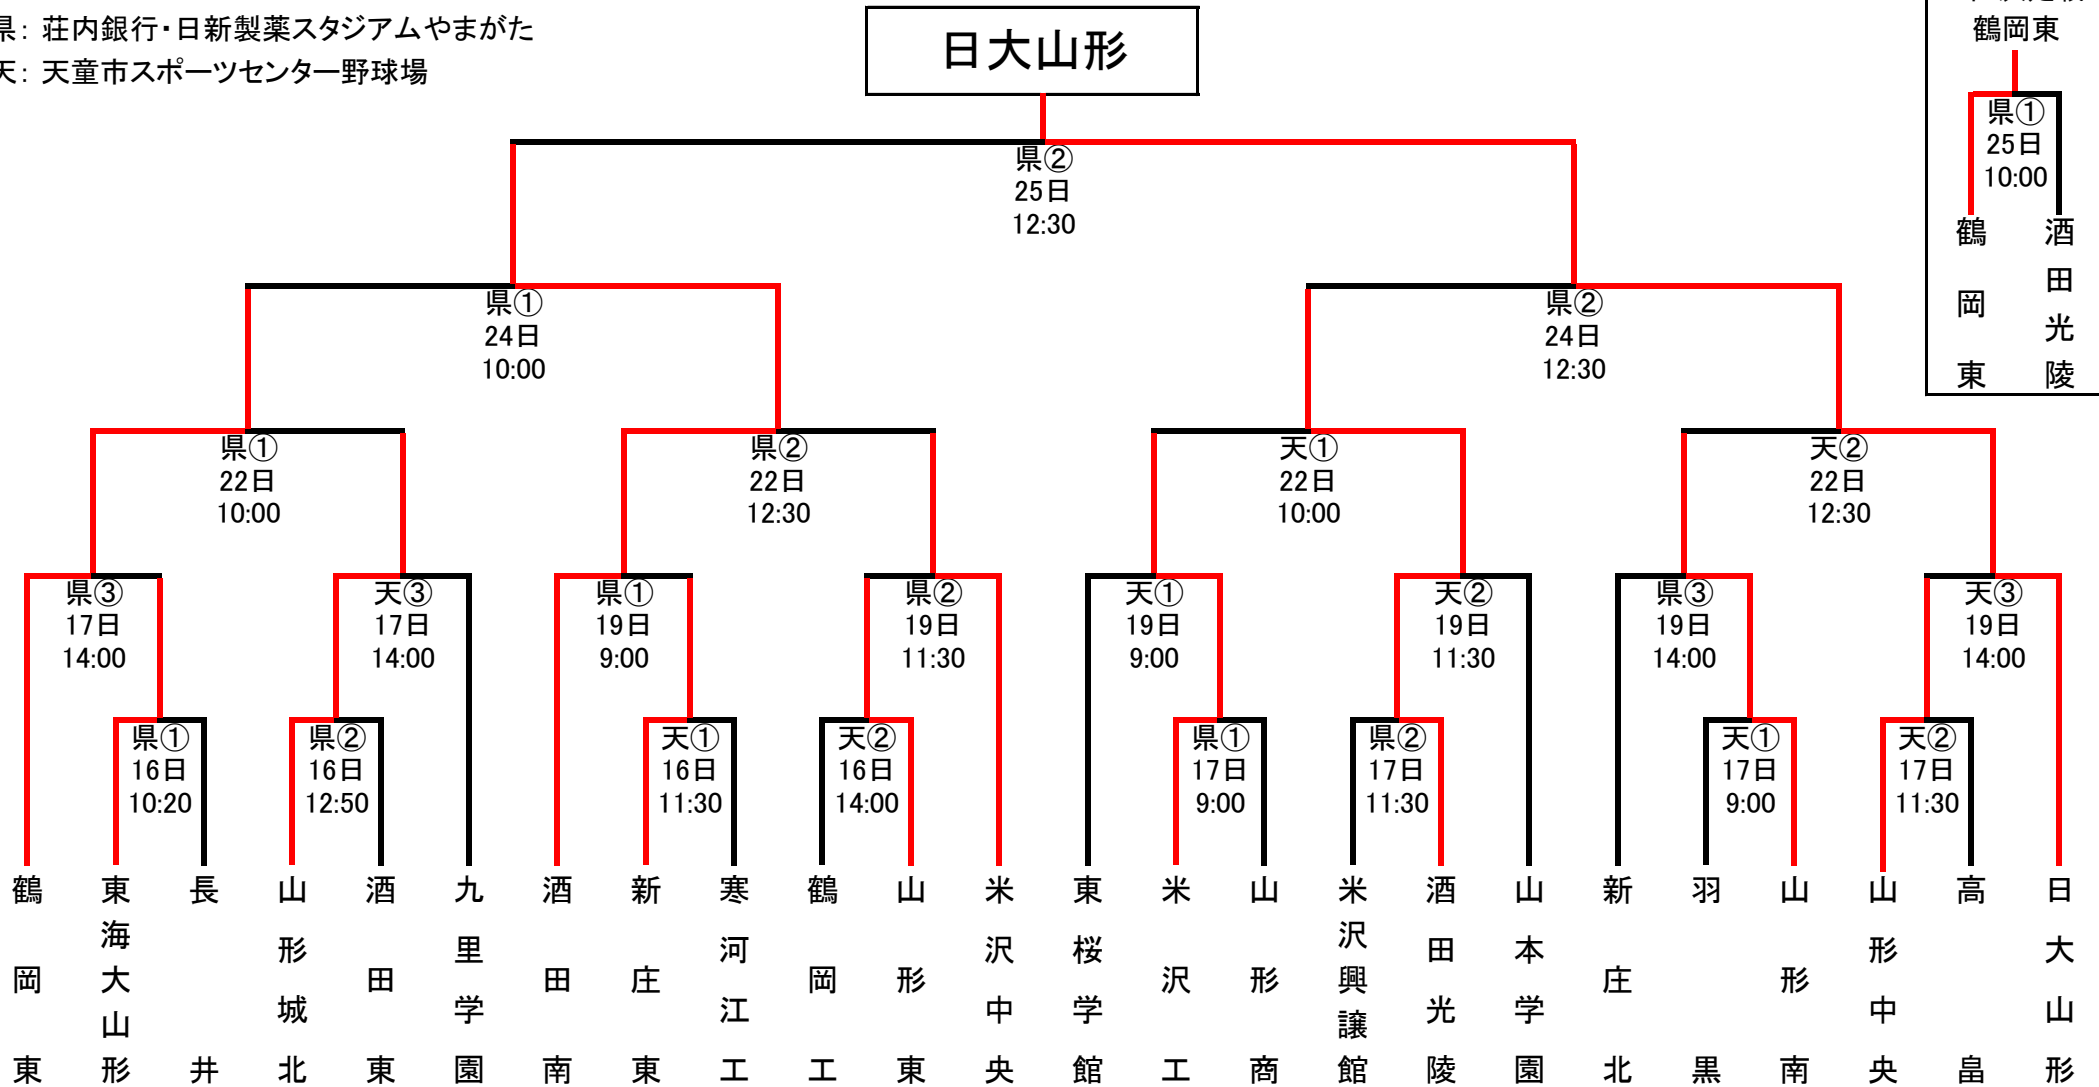 県: 荘内銀行・日新製薬スタジアムやまがた
天: 天童市スポーツセンター野球場
日大山形
鶴岡東
県①
25日
10:00
鶴岡東
酒田光陵
県②
25日
12:30
県①
24日
10:00
県②
24日
12:30
県①
22日
10:00
県②
22日
12:30
天①
22日
10:00
天②
22日
12:30
県③
17日
14:00
天③
17日
14:00
県①
19日
9:00
県②
19日
11:30
天①
19日
9:00
天②
19日
11:30
県③
19日
14:00
天③
19日
14:00
県①
16日
10:20
県②
16日
12:50
天①
16日
11:30
天②
16日
14:00
県①
17日
9:00
県②
17日
11:30
天①
17日
9:00
天②
17日
11:30
鶴岡東
東海大山形
長井
山形城北
酒田東
九里学園
酒田南
新庄東
寒河江工
鶴岡工
山形東
米沢中央
東桜学館
米沢工
山形商
米沢興譲館
酒田光陵
山本学園
新庄北
羽黒
山形南
山形中央
高畠
日大山形